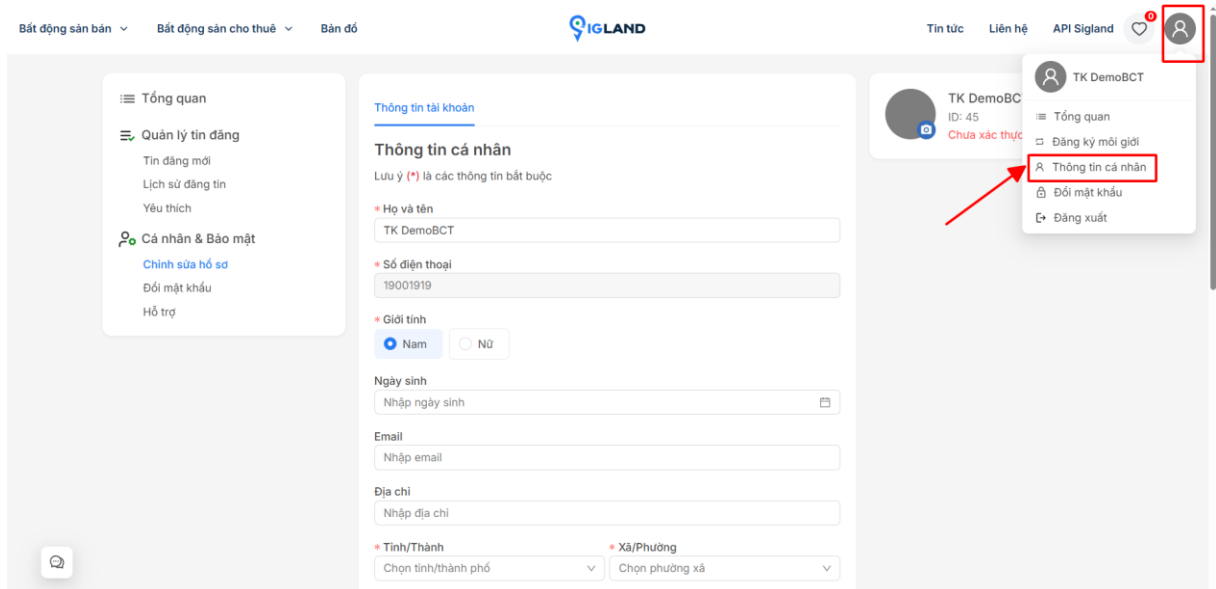 Bất động sản bán
Bất động sản cho thuê
Bản đồ
SIGLAND
Tin tức
Liên hệ
API Sigland
0
TK DemoBCT
Tổng quan
Đăng ký môi giới
Thông tin cá nhân
Đổi mật khẩu
Đăng xuất
Tổng quan
Quản lý tin đăng
Tin đăng mới
Lịch sử đăng tin
Yêu thích
Cá nhân & Bảo mật
Chỉnh sửa hồ sơ
Đổi mật khẩu
Hỗ trợ
Thông tin tài khoản
Thông tin cá nhân
Lưu ý (*) là các thông tin bắt buộc
* Họ và tên
TK DemoBCT
* Số điện thoại
19001919
* Giới tính
Nam
Nữ
Ngày sinh
Nhập ngày sinh
Email
Nhập email
Địa chỉ
Nhập địa chỉ
* Tỉnh/Thành
* Xã/Phường
Chọn tỉnh/thành phố
Chọn phường xã
TK DemoBC
ID: 45
Chưa xác thực